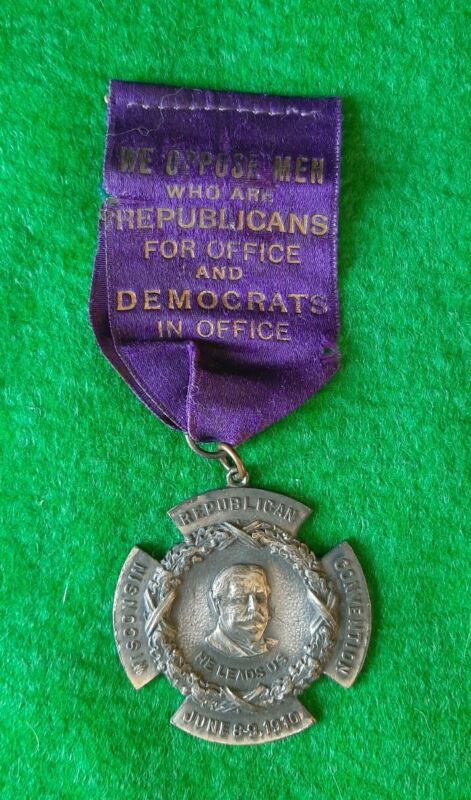 WE OPPOSE MEN
WHO ARE
REPUBLICANS
FOR OFFICE
AND
DEMOCRATS
IN OFFICE
REPUBLICAN
WISCONSIN
CONVENTION
HE LEADS US
JUNE 8-9, 1910